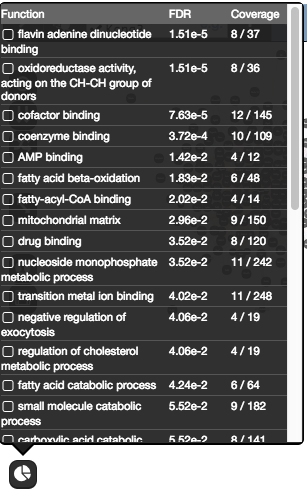 Function FDR Coverage
flavin adenine dinucleotide 1.51e-5 8 / 37
binding
oxidoreductase activity, 1.51e-5 8 / 36
acting on the CH-CH group of
donors
cofactor binding 7.63e-5 12 / 145
coenzyme binding 3.72e-4 10 / 109
AMP binding 1.42e-2 4 / 12
fatty acid beta-oxidation 1.83e-2 6 / 48
fatty-acyl-CoA binding 2.02e-2 4 / 14
mitochondrial matrix 2.96e-2 9 / 150
drug binding 3.52e-2 8 / 120
nucleoside monophosphate 3.52e-2 11 / 242
metabolic process
transition metal ion binding 4.02e-2 11 / 248
negative regulation of 4.06e-2 4 / 19
exocytosis
regulation of cholesterol 4.06e-2 4 / 19
metabolic process
fatty acid catabolic process 4.24e-2 6 / 64
small molecule catabolic 5.52e-2 9 / 182
process
carboxylic acid catabolic 5.52e-2 8 / 141